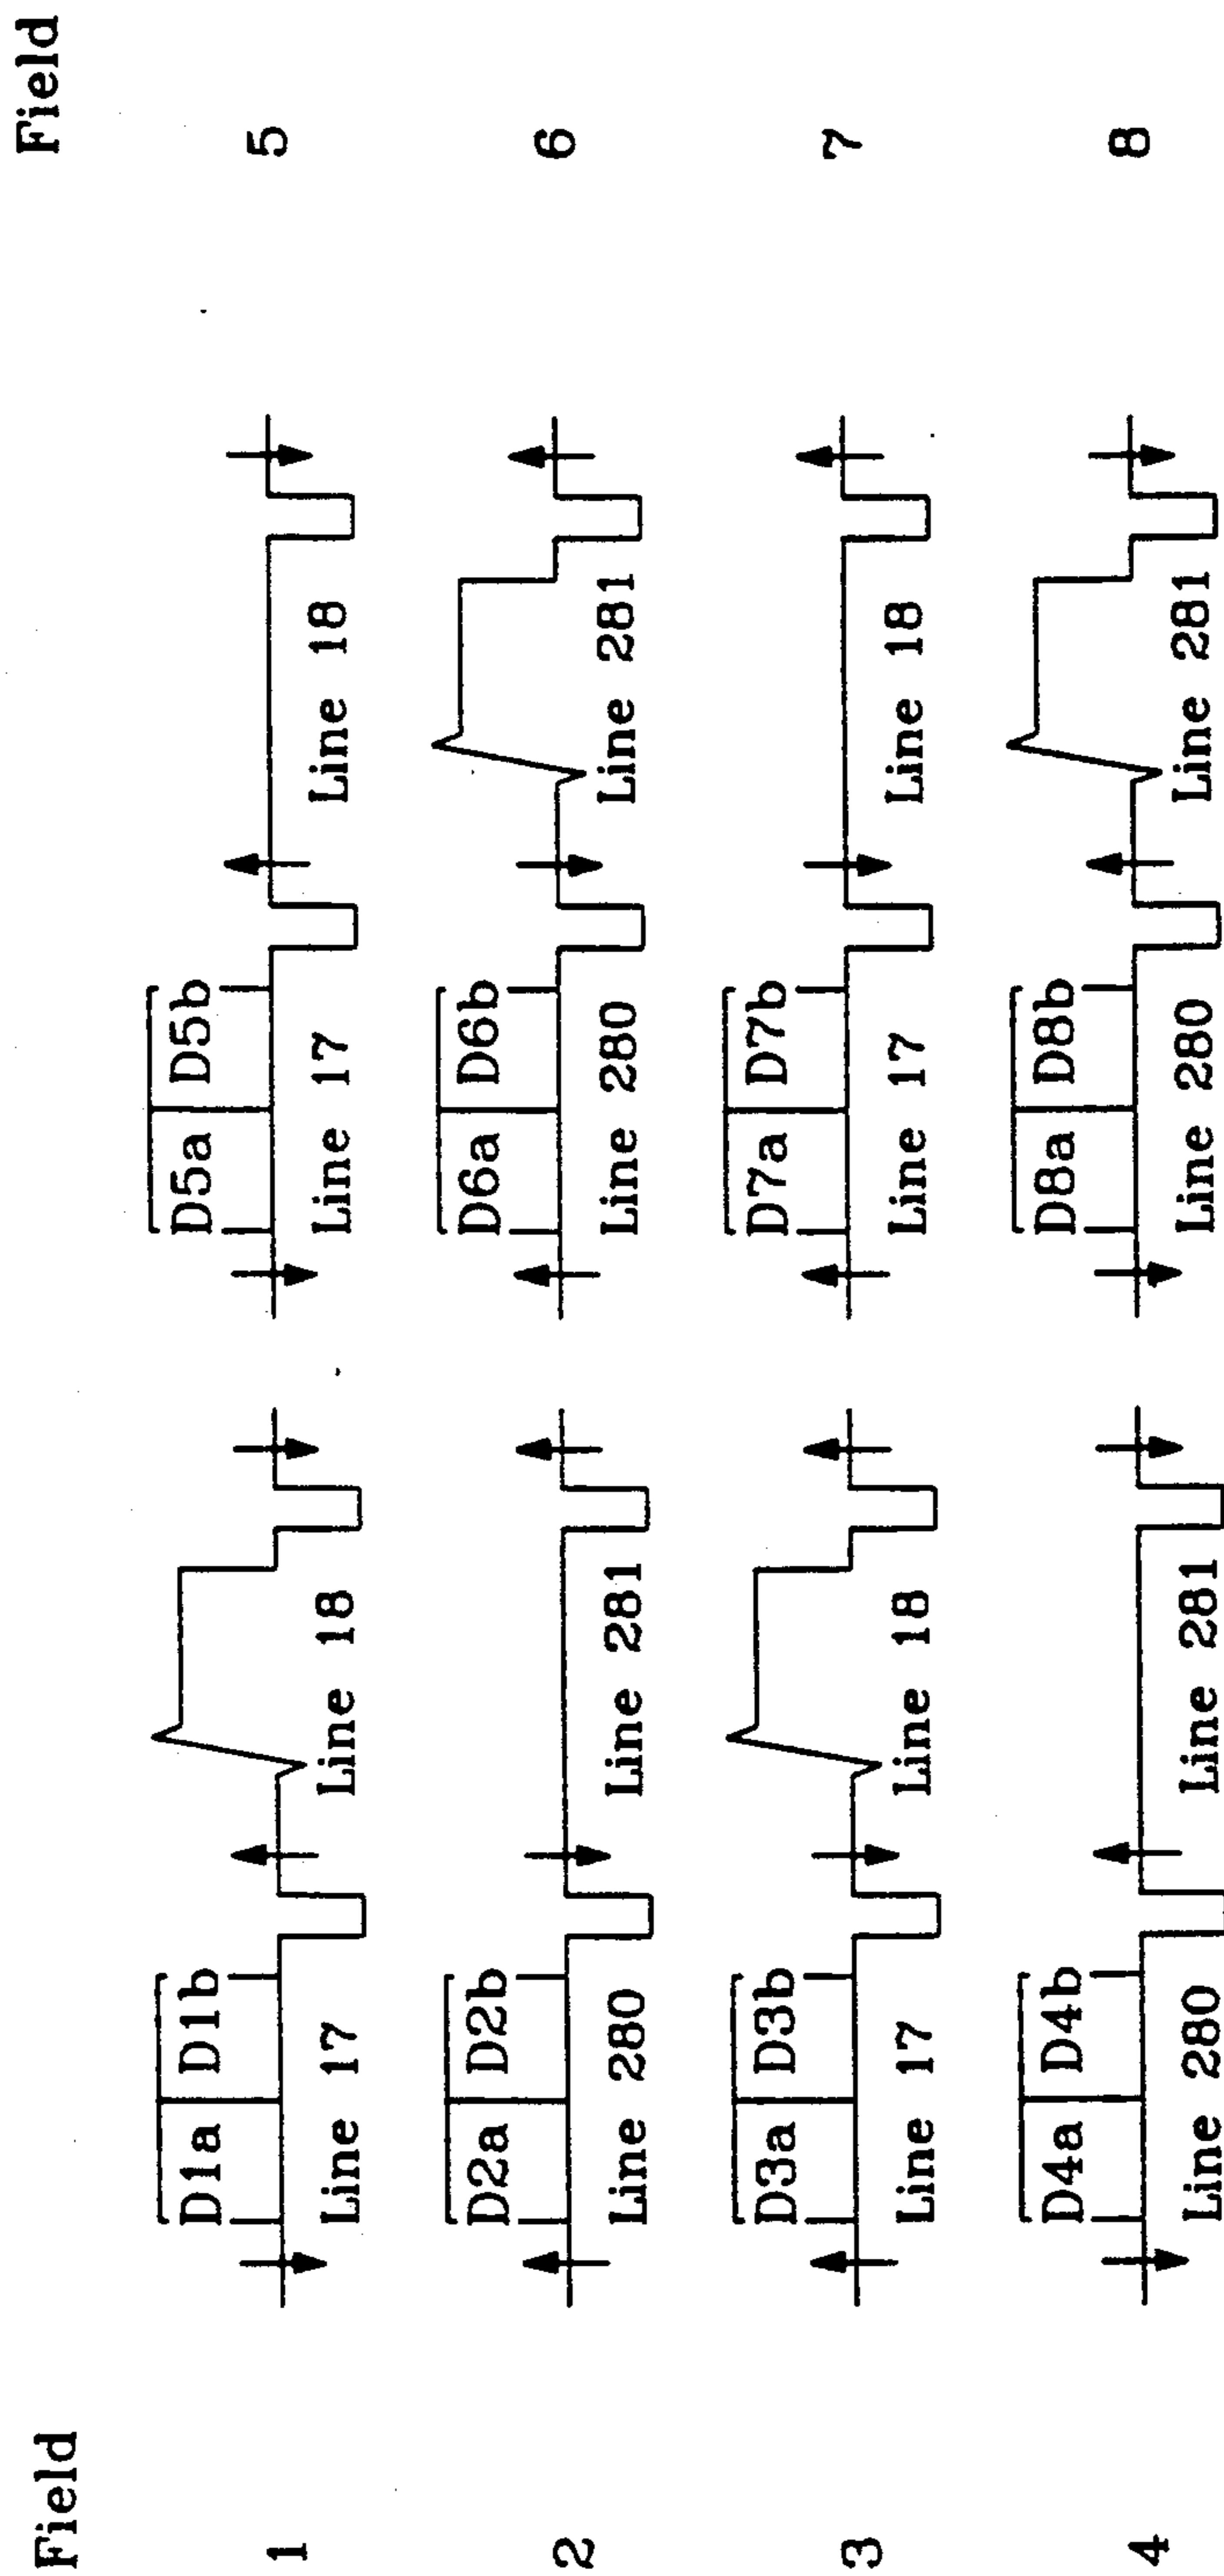 Field Field
1 D1a D1b 5 D5a D5b
Line 17 Line 18 Line 17 Line 18
2 D2a D2b 6 D6a D6b
Line 280 Line 281 Line 280 Line 281
3 D3a D3b 7 D7a D7b
Line 17 Line 18 Line 17 Line 18
4 D4a D4b 8 D8a D8b
Line 280 Line 281 Line 280 Line 281